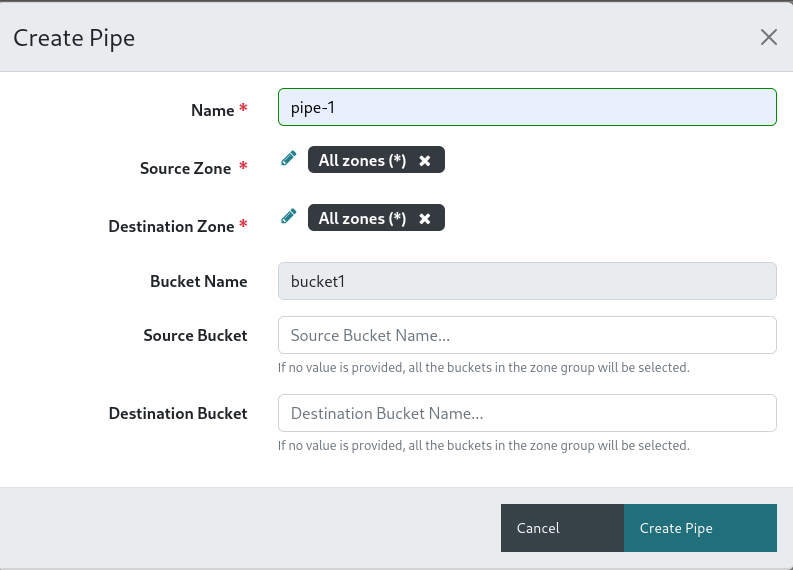 Create Pipe
Name *
pipe-1
Source Zone *
All zones (*)
Destination Zone *
All zones (*)
Bucket Name
bucket1
Source Bucket
Source Bucket Name...
If no value is provided, all the buckets in the zone group will be selected.
Destination Bucket
Destination Bucket Name...
If no value is provided, all the buckets in the zone group will be selected.
Cancel
Create Pipe